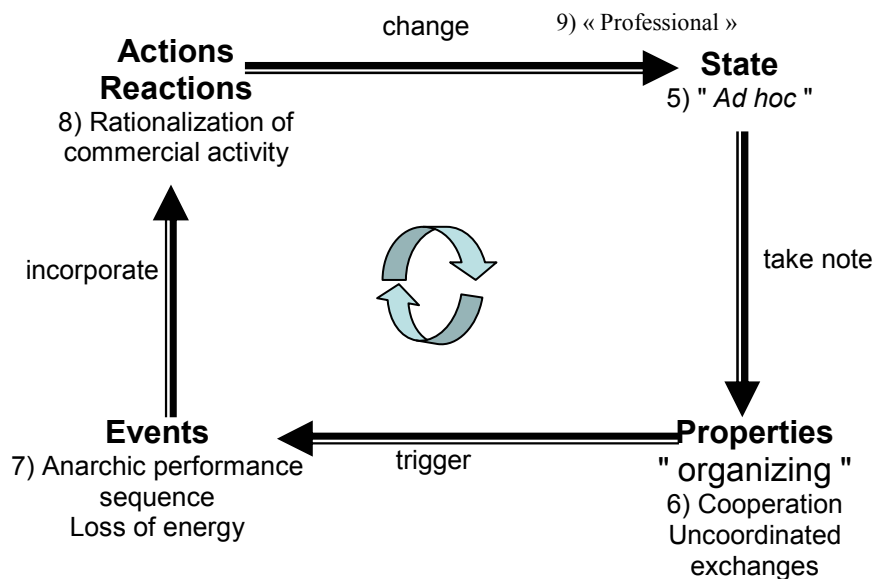 change
9) « Professional »
Actions
Reactions
8) Rationalization of
commercial activity
State
5) " Ad hoc "
incorporate
take note
Events
7) Anarchic performance
sequence
Loss of energy
trigger
Properties
" organizing "
6) Cooperation
Uncoordinated
exchanges